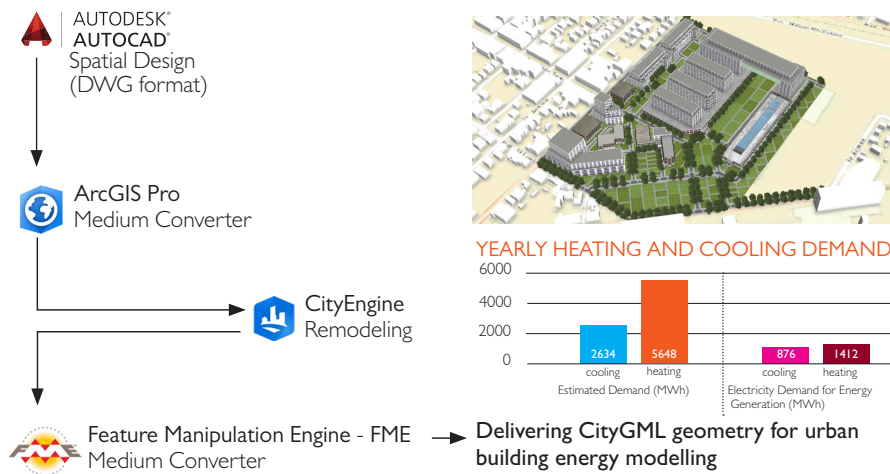 AUTODESK®
AUTOCAD®
Spatial Design
(DWG format)
ArcGIS Pro
Medium Converter
CityEngine
Remodeling
FME
Feature Manipulation Engine - FME
Medium Converter
Delivering CityGML geometry for urban
building energy modelling
YEARLY HEATING AND COOLING DEMAND
6000
4000
2000
0
2634
5648
876
1412
cooling
heating
cooling
heating
Estimated Demand (MWh)
Electricity Demand for Energy
Generation (MWh)